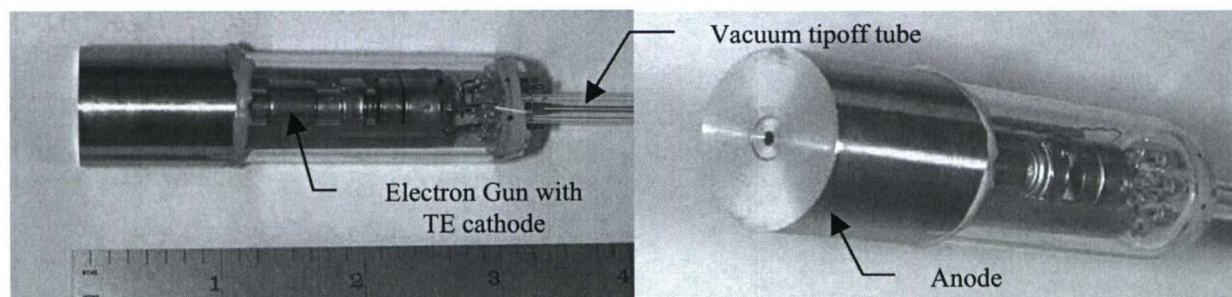 Vacuum tipoff tube
Electron Gun with
TE cathode
Anode
1
2
3
4